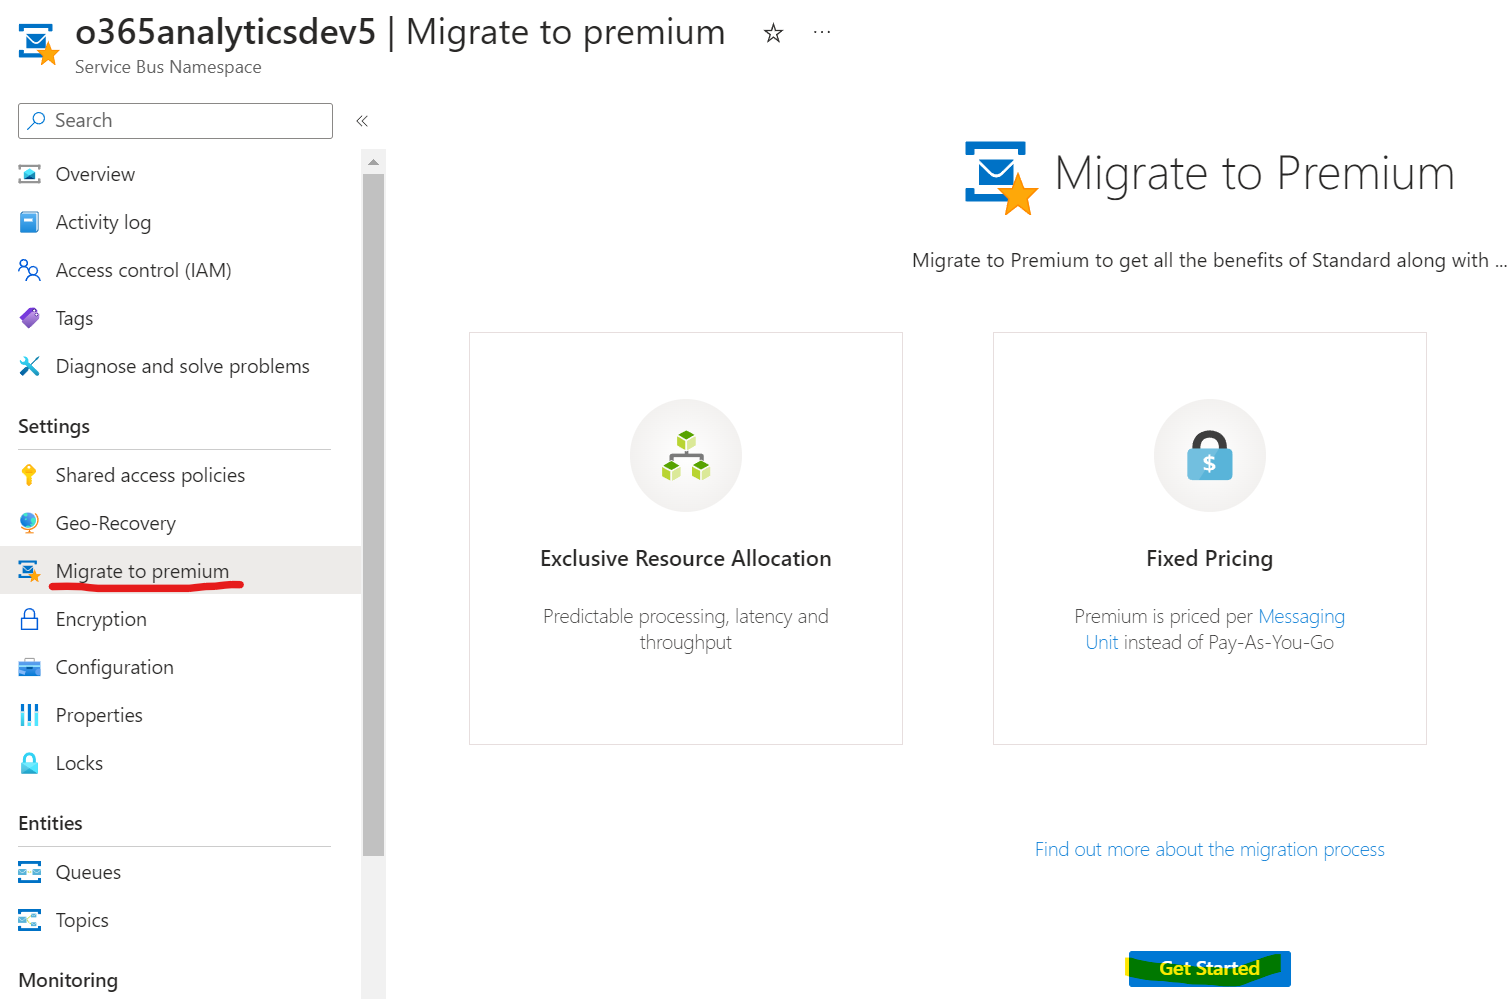 o365analyticsdev5 | Migrate to premium
Service Bus Namespace
Search
Overview
Activity log
Access control (IAM)
Tags
Diagnose and solve problems
Settings
Shared access policies
Geo-Recovery
Migrate to premium
Encryption
Configuration
Properties
Locks
Entities
Queues
Topics
Monitoring
Migrate to Premium
Migrate to Premium to get all the benefits of Standard along with ...
Exclusive Resource Allocation
Predictable processing, latency and
throughput
$
Fixed Pricing
Premium is priced per Messaging
Unit instead of Pay-As-You-Go
Find out more about the migration process
Get Started